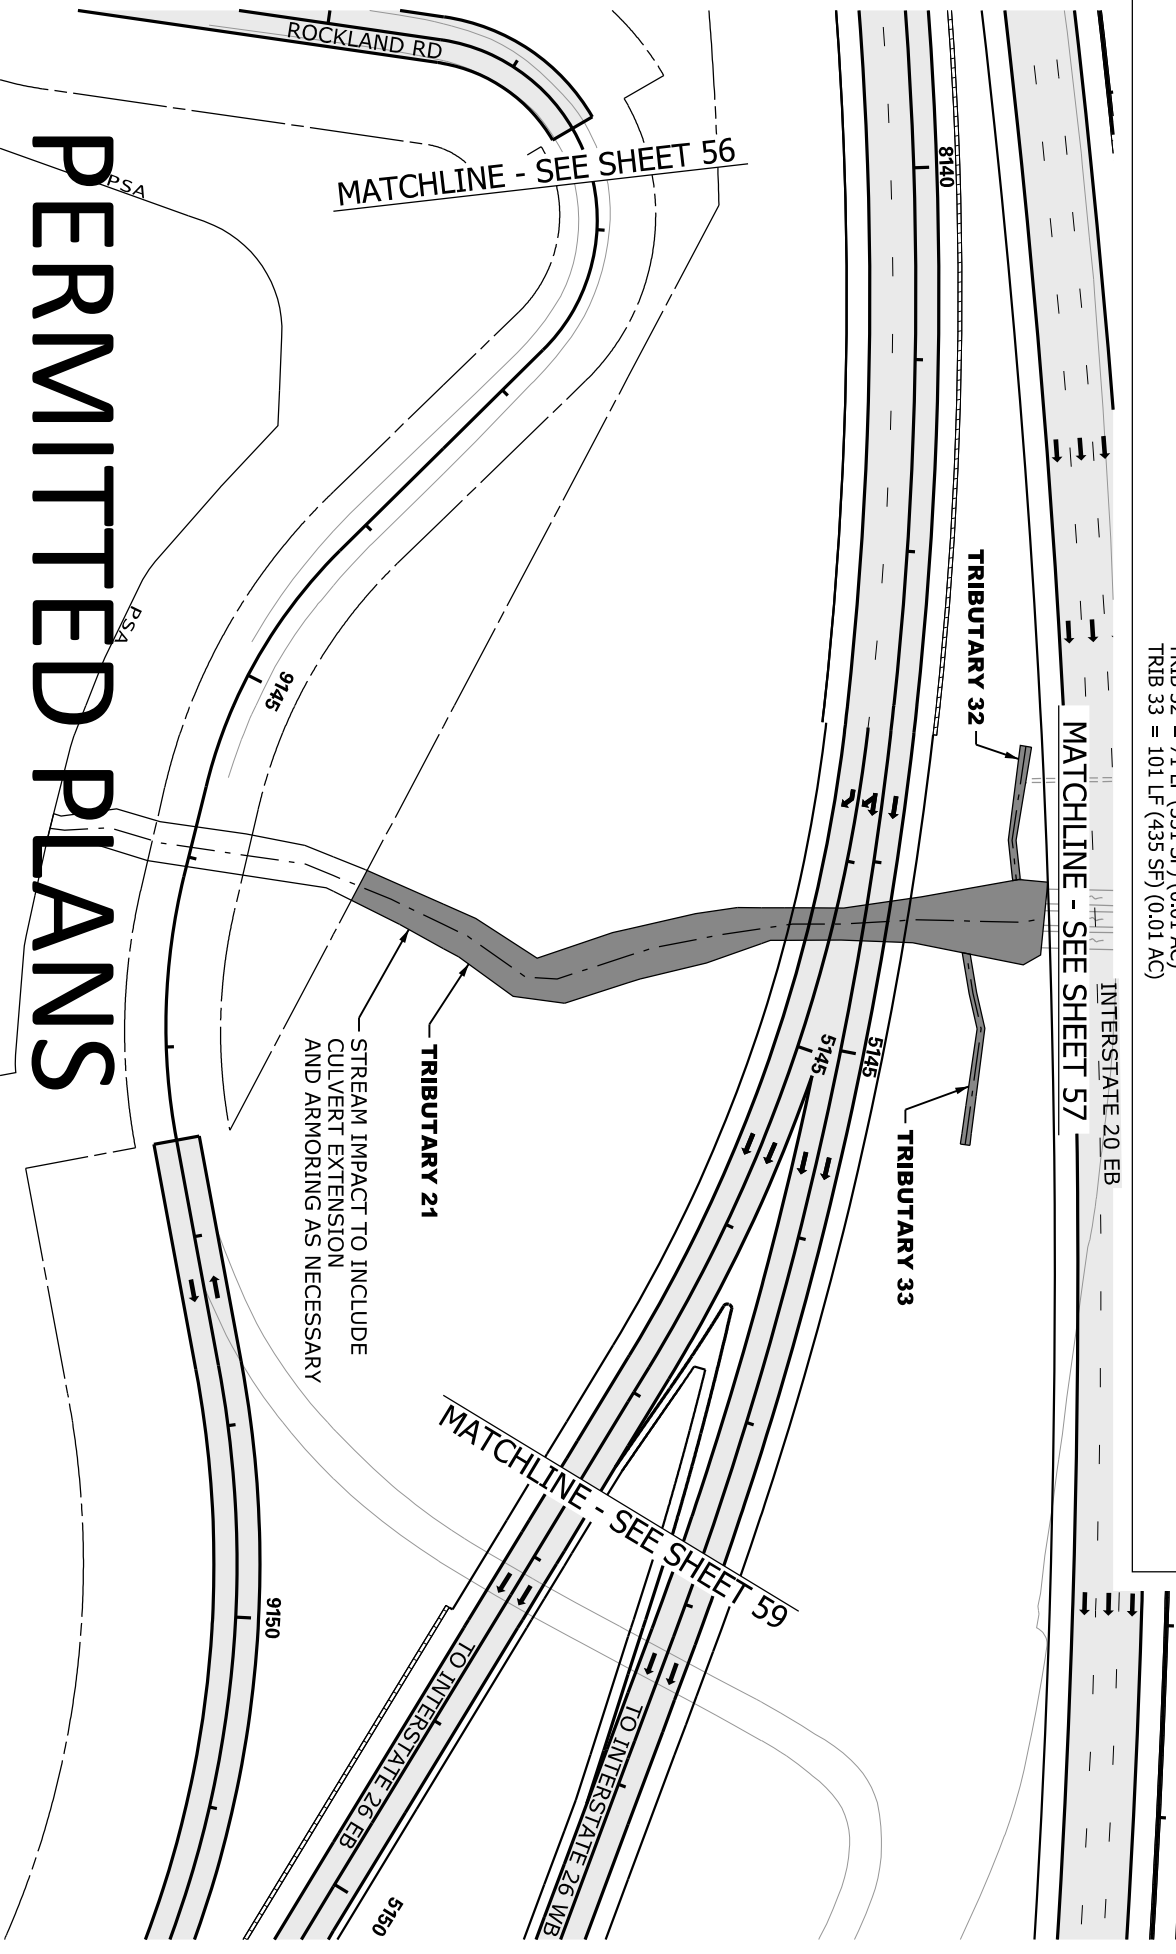 TRIB 33 = 101 LF (435 SF) (0.01 AC)
INTERSTATE 20 EB
MATCHLINE - SEE SHEET 57
TRIBUTARY 32
8140
TRIBUTARY 33
5145
5145
MATCHLINE - SEE SHEET 56
ROCKLAND RD
TRIBUTARY 21
STREAM IMPACT TO INCLUDE
CULVERT EXTENSION
AND ARMORING AS NECESSARY
MATCHLINE - SEE SHEET 59
TO INTERSTATE 26 WB
TO INTERSTATE 26 EB
5150
9145
9150
PSA
PSA
PERMITTED PLANS